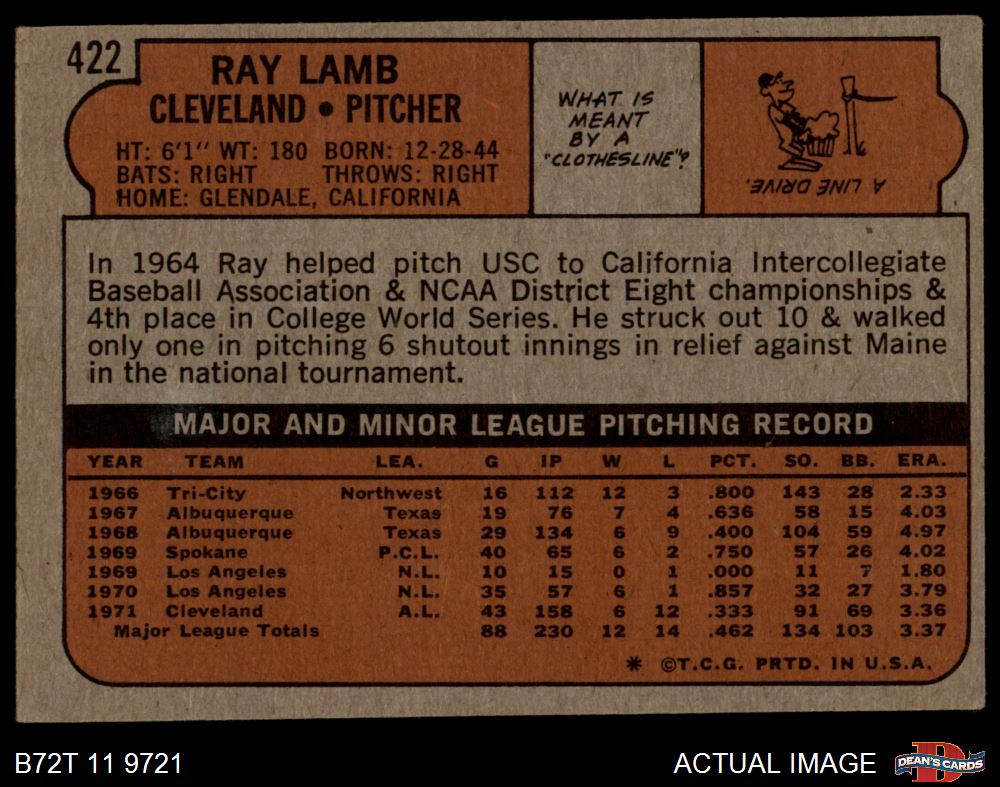 422
RAY LAMB
CLEVELAND • PITCHER
HT: 6'1" WT: 180 BORN: 12-28-44
BATS: RIGHT THROWS: RIGHT
HOME: GLENDALE, CALIFORNIA
WHAT IS
MEANT
BY A
"CLOTHESLINE"?
A LINE DRIVE.
In 1964 Ray helped pitch USC to California Intercollegiate
Baseball Association & NCAA District Eight championships &
4th place in College World Series. He struck out 10 & walked
only one in pitching 6 shutout innings in relief against Maine
in the national tournament.
MAJOR AND MINOR LEAGUE PITCHING RECORD
YEAR TEAM LEA. G IP W L PCT. SO. BB. ERA.
1966 Tri-City Northwest 16 112 12 3 .800 143 28 2.33
1967 Albuquerque Texas 19 76 7 4 .636 58 15 4.03
1968 Albuquerque Texas 29 134 6 9 .400 104 59 4.97
1969 Spokane P.C.L. 40 65 6 2 .750 57 26 4.02
1969 Los Angeles N.L. 10 15 0 1 .000 11 7 1.80
1970 Los Angeles N.L. 35 57 6 1 .857 32 27 3.79
1971 Cleveland A.L. 43 158 6 12 .333 91 69 3.36
Major League Totals 88 230 12 14 .462 134 103 3.37
* ©T.C.G. PRTD. IN U.S.A.
B72T 11 9721
ACTUAL IMAGE
DEAN'S CARDS